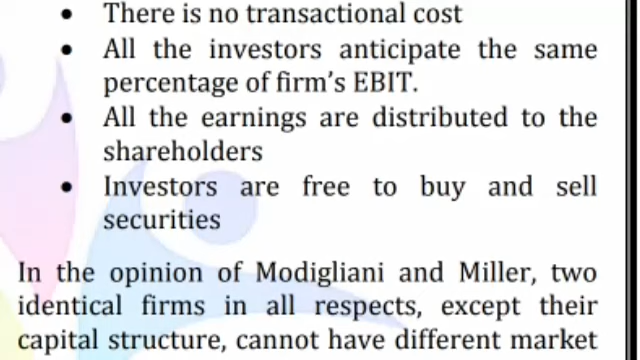 • There is no transactional cost
• All the investors anticipate the same
percentage of firm's EBIT.
• All the earnings are distributed to the
shareholders
• Investors are free to buy and sell
securities
In the opinion of Modigliani and Miller, two
identical firms in all respects, except their
capital structure, cannot have different market